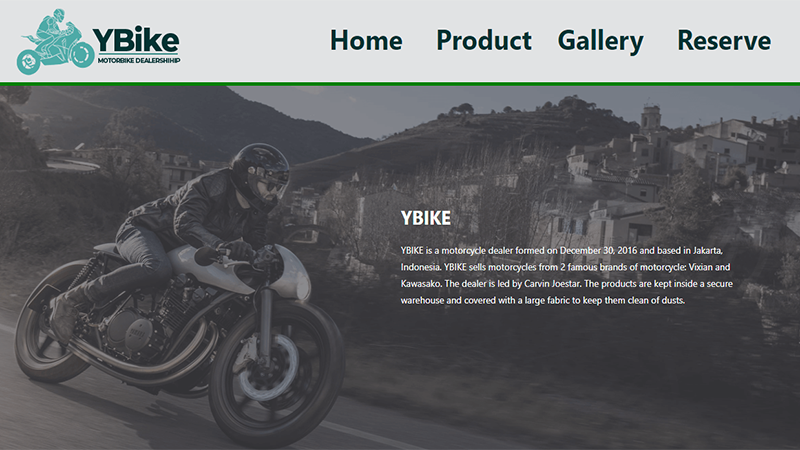 YBike
MOTORBIKE DEALERSHIHIP
Home Product Gallery Reserve
YBIKE
YBIKE is a motorcycle dealer formed on December 30, 2016 and based in Jakarta,
Indonesia. YBIKE sells motorcycles from 2 famous brands of motorcycle: Vixian and
Kawasako. The dealer is led by Carvin Joestar. The products are kept inside a secure
warehouse and covered with a large fabric to keep them clean of dusts.